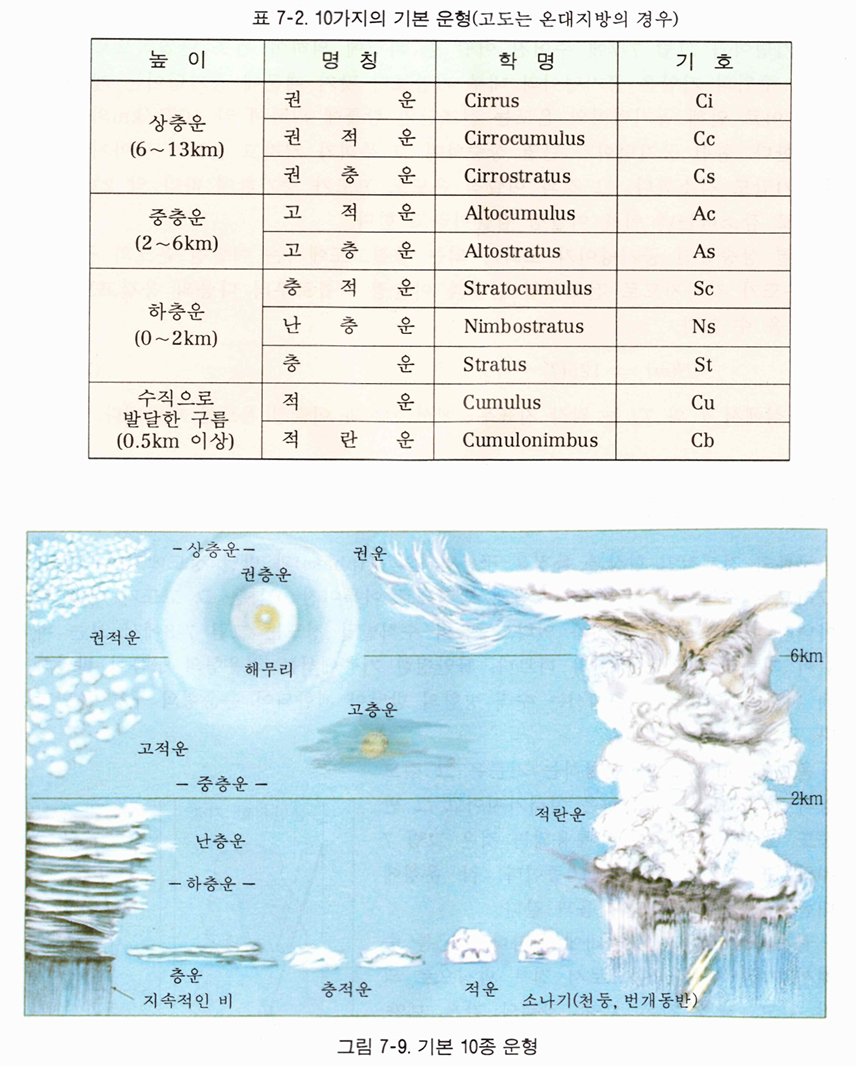 표 7-2. 10가지의 기본 운형(고도는 온대지방의 경우)
높 이 명 칭 학 명 기 호
상층운
(6~13km)
권 운 Cirrus Ci
권 적 운 Cirrocumulus Cc
권 층 운 Cirrostratus Cs
중층운
(2~6km)
고 적 운 Altocumulus Ac
고 층 운 Altostratus As
하층운
(0~2km)
층 적 운 Stratocumulus Sc
난 층 운 Nimbostratus Ns
층 운 Stratus St
수직으로
발달한 구름
(0.5km 이상)
적 운 Cumulus Cu
적 란 운 Cumulonimbus Cb
-상층운-
권운
권층운
권적운
해무리
6km
고층운
고적운
-중층운-
2km
적란운
난층운
-하층운-
층운
층적운
적운
지속적인 비
소나기(천둥, 번개동반)
그림 7-9. 기본 10종 운형